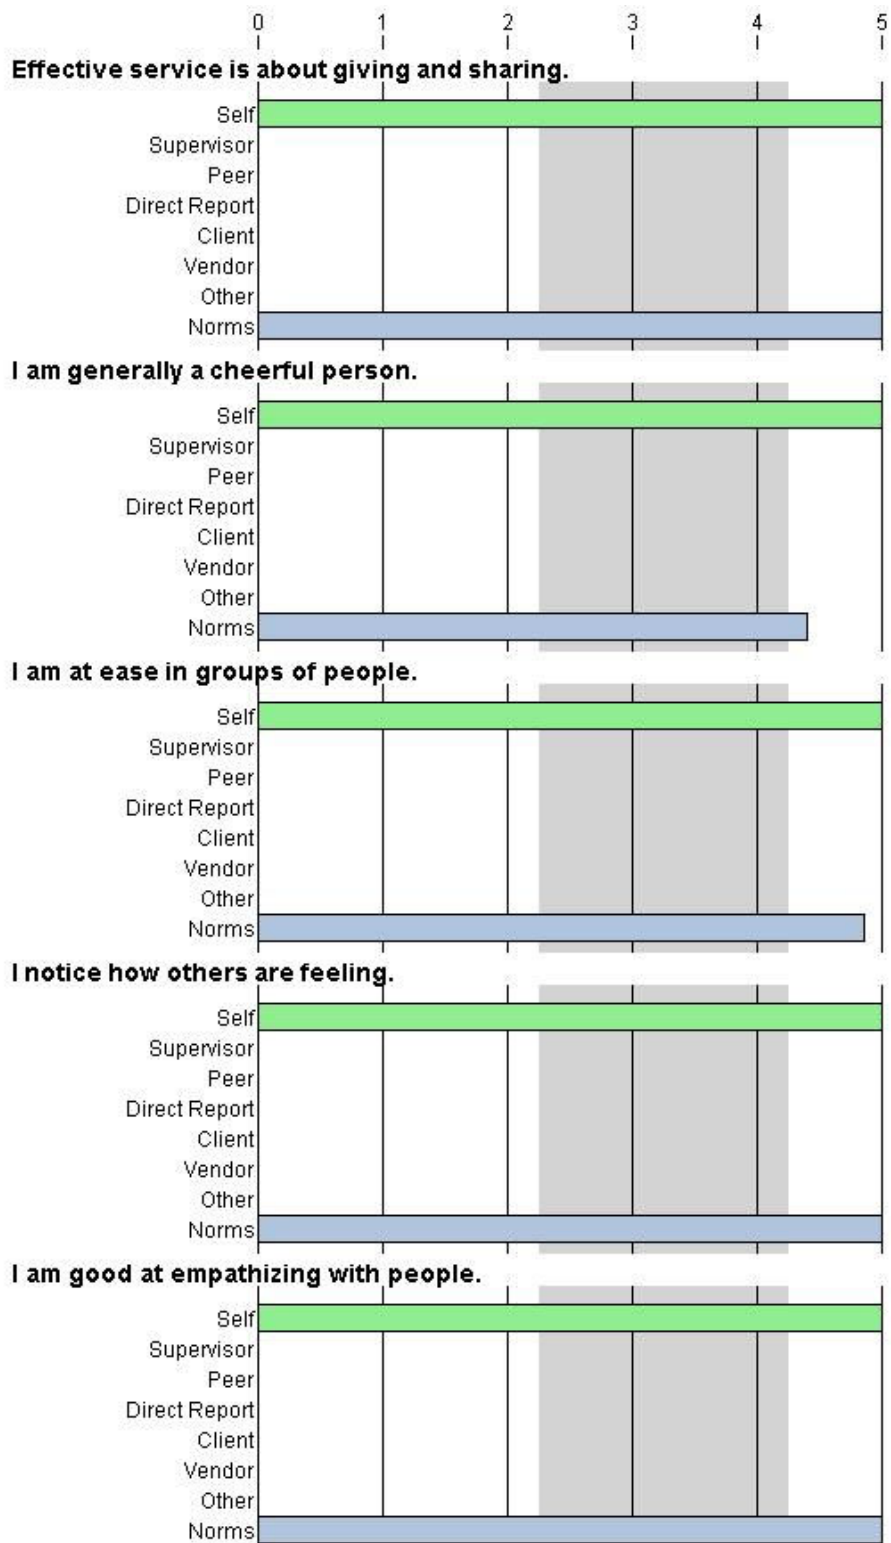 0 1 2 3 4 5
Effective service is about giving and sharing.
Self
Supervisor
Peer
Direct Report
Client
Vendor
Other
Norms
I am generally a cheerful person.
Self
Supervisor
Peer
Direct Report
Client
Vendor
Other
Norms
I am at ease in groups of people.
Self
Supervisor
Peer
Direct Report
Client
Vendor
Other
Norms
I notice how others are feeling.
Self
Supervisor
Peer
Direct Report
Client
Vendor
Other
Norms
I am good at empathizing with people.
Self
Supervisor
Peer
Direct Report
Client
Vendor
Other
Norms